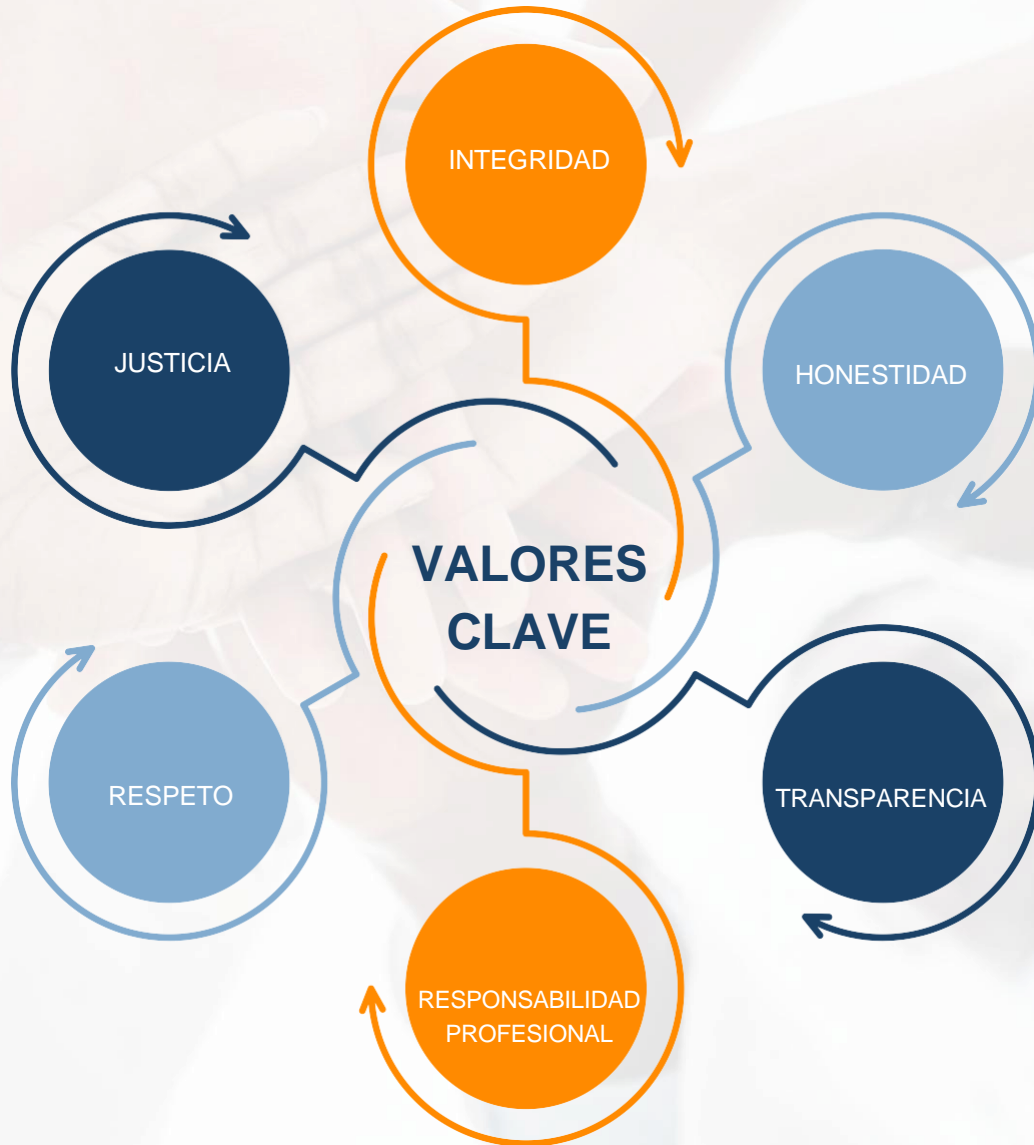 INTEGRIDAD
JUSTICIA
HONESTIDAD
VALORES
CLAVE
RESPETO
TRANSPARENCIA
RESPONSABILIDAD
PROFESIONAL